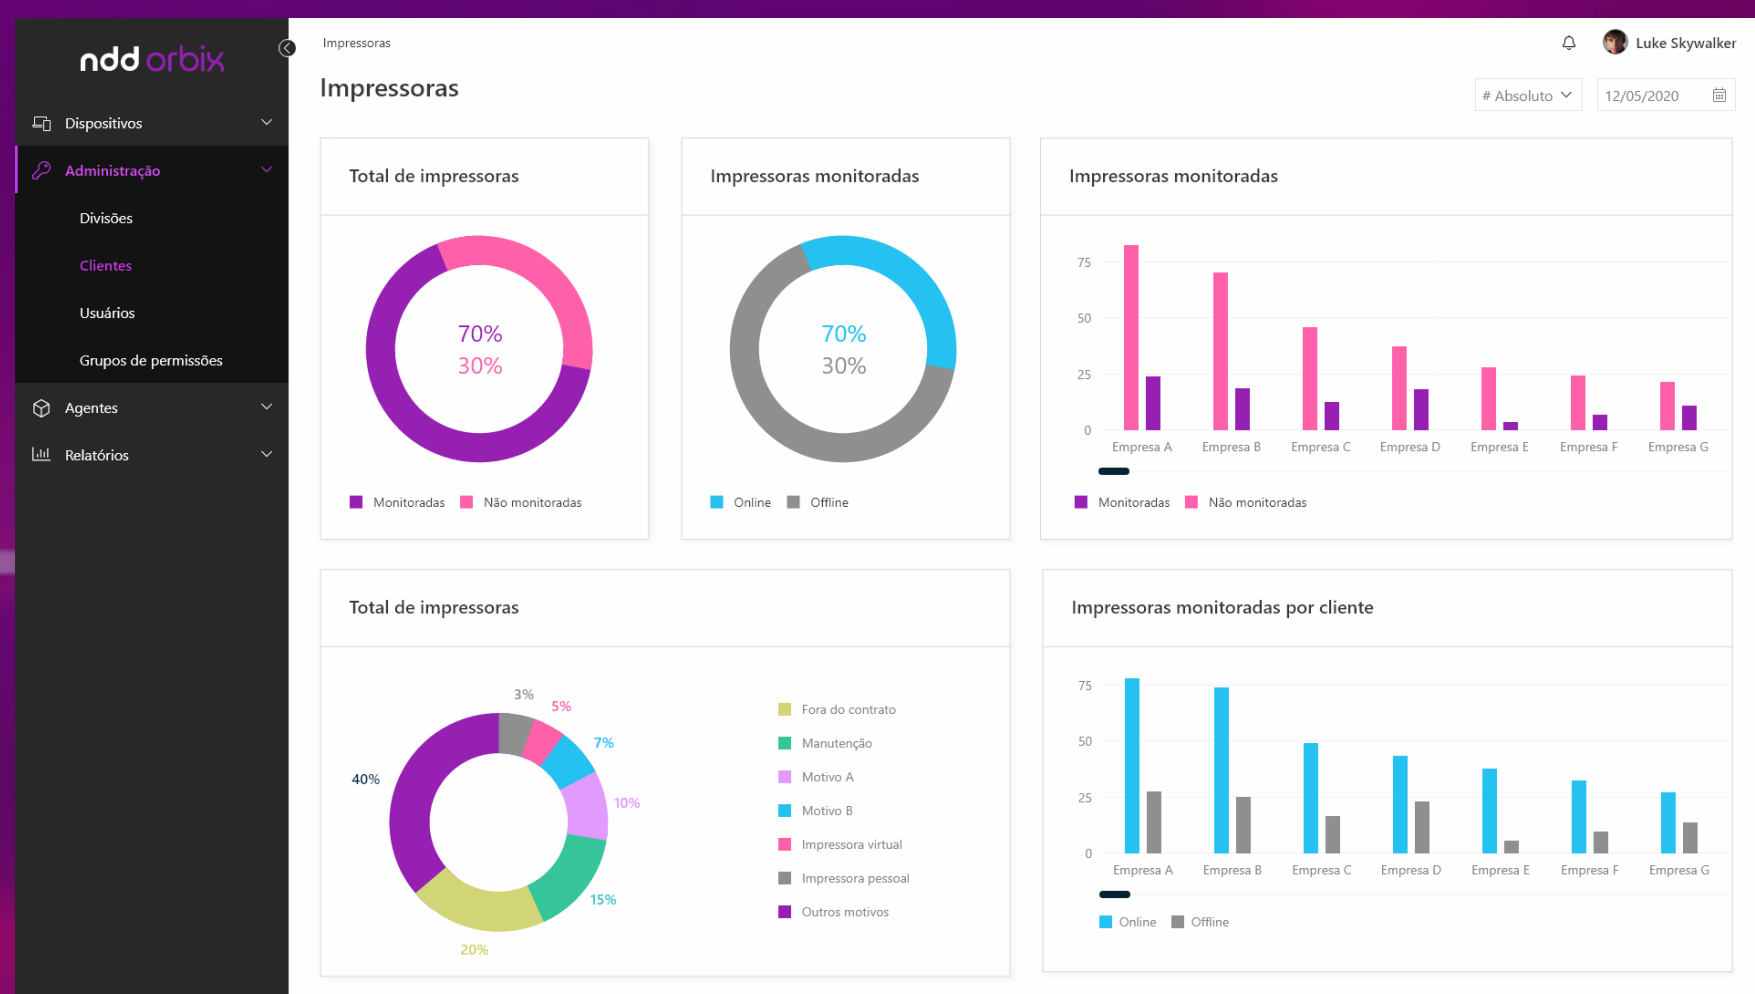 ndd orbix
Dispositivos
Administração
Divisões
Clientes
Usuários
Grupos de permissões
Agentes
Relatórios
Impressoras
Luke Skywalker
Impressoras
# Absoluto
12/05/2020
Total de impressoras
70%
30%
Monitoradas
Não monitoradas
Impressoras monitoradas
70%
30%
Online
Offline
Impressoras monitoradas
75
50
25
0
Empresa A
Empresa B
Empresa C
Empresa D
Empresa E
Empresa F
Empresa G
Monitoradas
Não monitoradas
Total de impressoras
3%
5%
7%
10%
15%
20%
40%
Fora do contrato
Manutenção
Motivo A
Motivo B
Impressora virtual
Impressora pessoal
Outros motivos
Impressoras monitoradas por cliente
75
50
25
0
Empresa A
Empresa B
Empresa C
Empresa D
Empresa E
Empresa F
Empresa G
Online
Offline